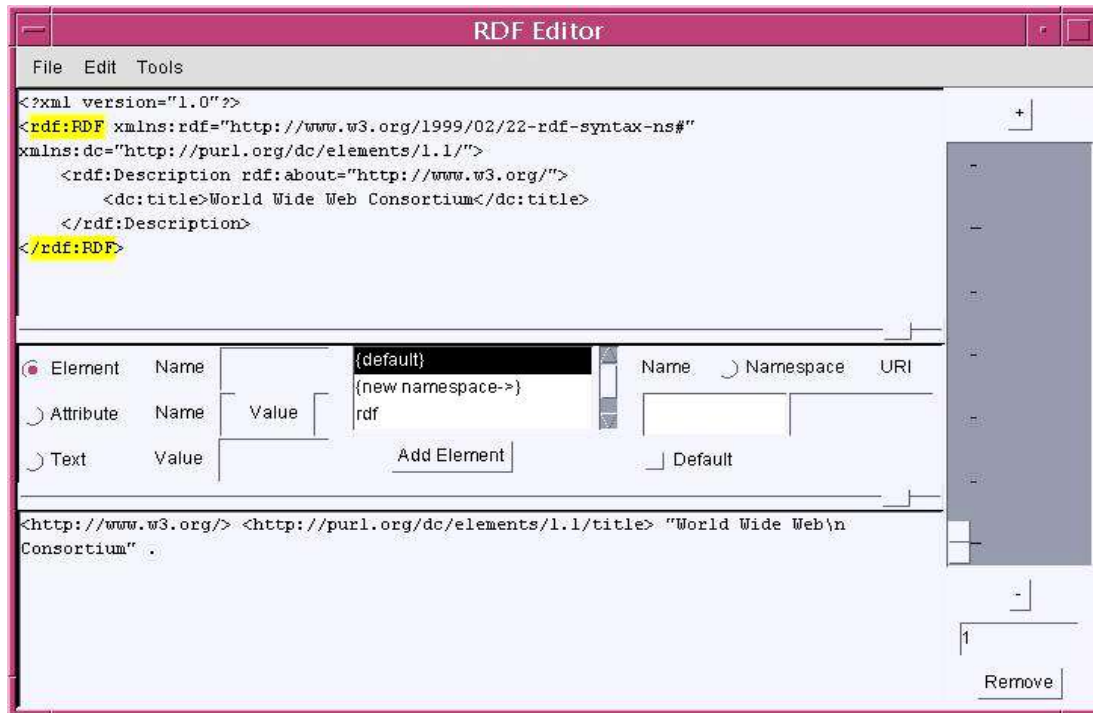 RDF Editor
File Edit Tools
<?xml version="1.0"?>
<rdf:RDF xmlns:rdf="http://www.w3.org/1999/02/22-rdf-syntax-ns#"
xmlns:dc="http://purl.org/dc/elements/1.1/">
<rdf:Description rdf:about="http://www.w3.org/">
<dc:title>World Wide Web Consortium</dc:title>
</rdf:Description>
</rdf:RDF>
+
Element Name {default} Name Namespace URI
{new namespace->}
Attribute Name Value rdf
Text Value Add Element Default
<http://www.w3.org/> <http://purl.org/dc/elements/1.1/title> "World Wide Web\n
Consortium" .
-
1
Remove